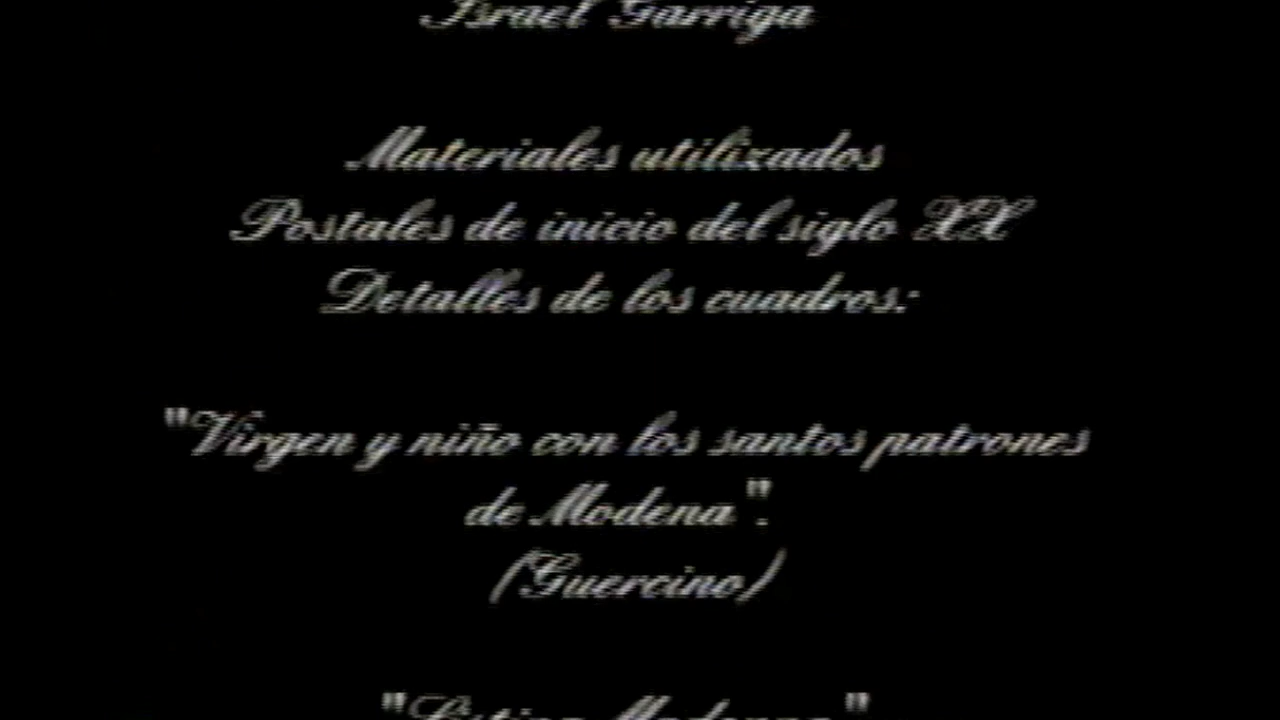 Israel Garriga
Materiales utilizados
Postales de inicio del siglo XX
Detalles de los cuadros:
"Virgen y niño con los santos patrones
de Modena".
(Guercino)